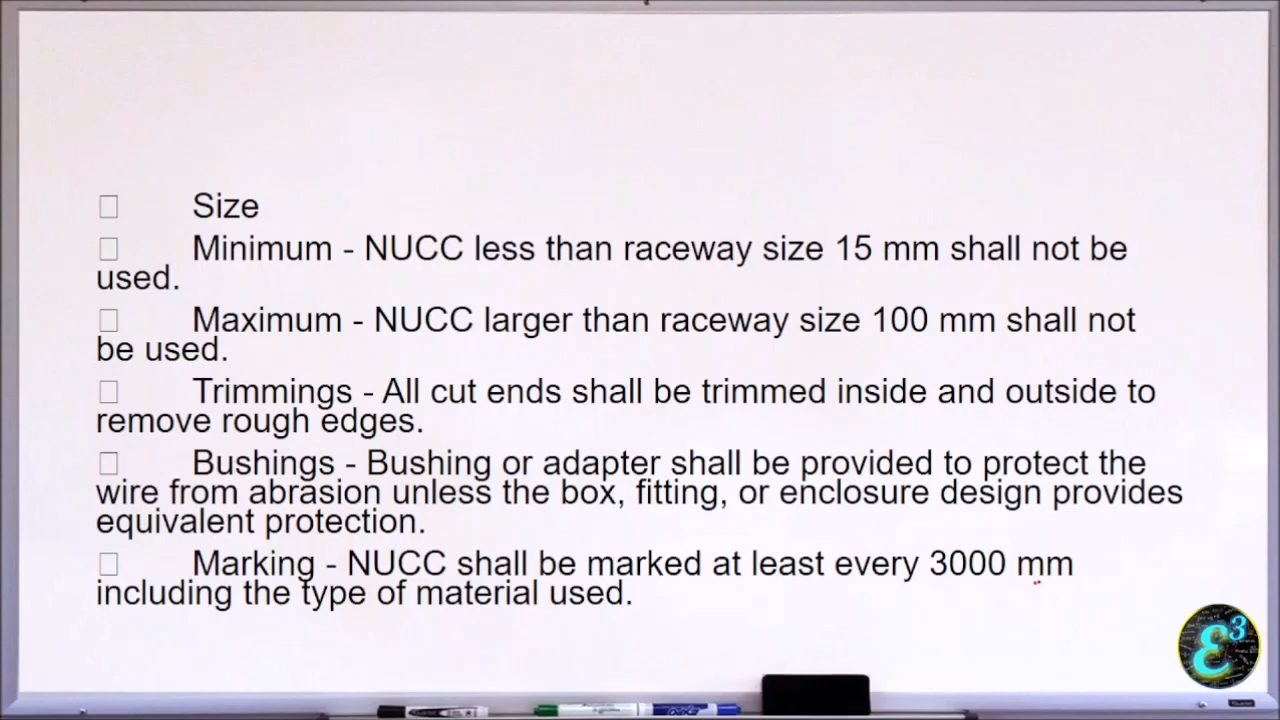 Size
Minimum - NUCC less than raceway size 15 mm shall not be
used.
Maximum - NUCC larger than raceway size 100 mm shall not
be used.
Trimmings - All cut ends shall be trimmed inside and outside to
remove rough edges.
Bushings - Bushing or adapter shall be provided to protect the
wire from abrasion unless the box, fitting, or enclosure design provides
equivalent protection.
Marking - NUCC shall be marked at least every 3000 mm
including the type of material used.
ε3